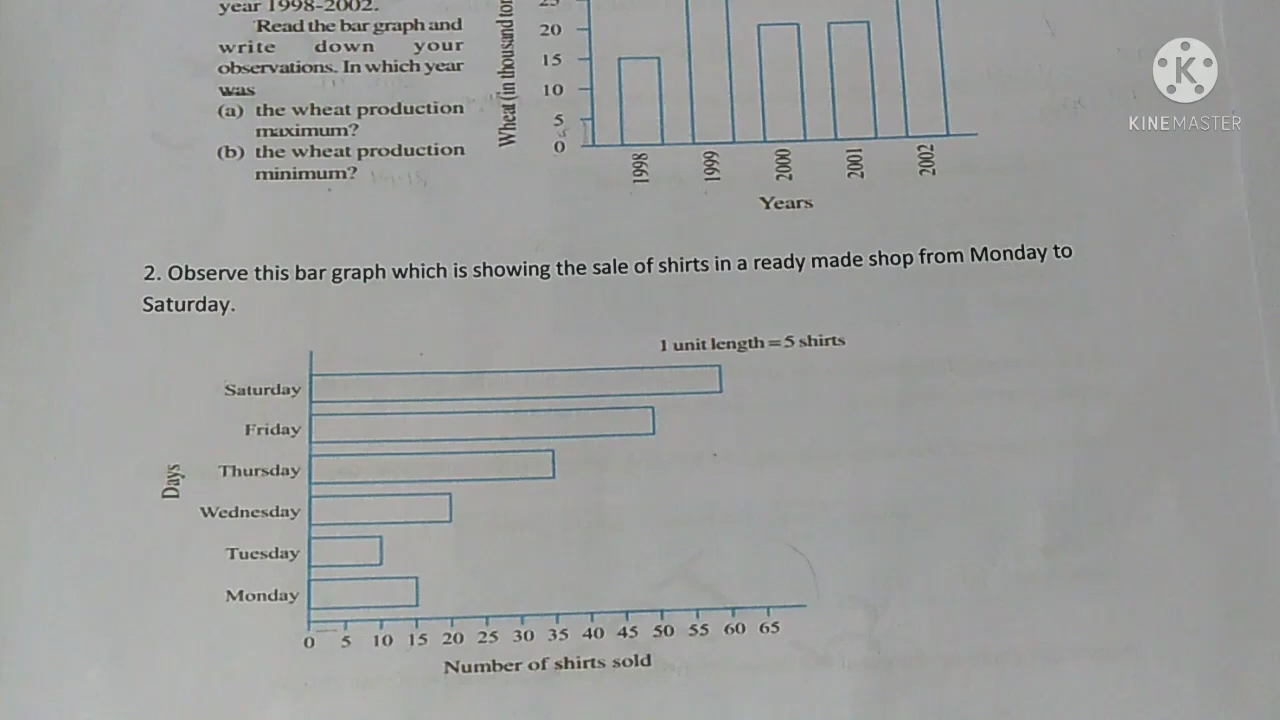 year 1998-2002.
Read the bar graph and
write down your
observations. In which year
was
(a) the wheat production
maximum?
(b) the wheat production
minimum?
Wheat (in thousand
25
20
15
10
5
0
1998
1999
2000
2001
2002
Years
K
KINEMASTER
2. Observe this bar graph which is showing the sale of shirts in a ready made shop from Monday to
Saturday.
1 unit length = 5 shirts
Days
Saturday
Friday
Thursday
Wednesday
Tuesday
Monday
0 5 10 15 20 25 30 35 40 45 50 55 60 65
Number of shirts sold